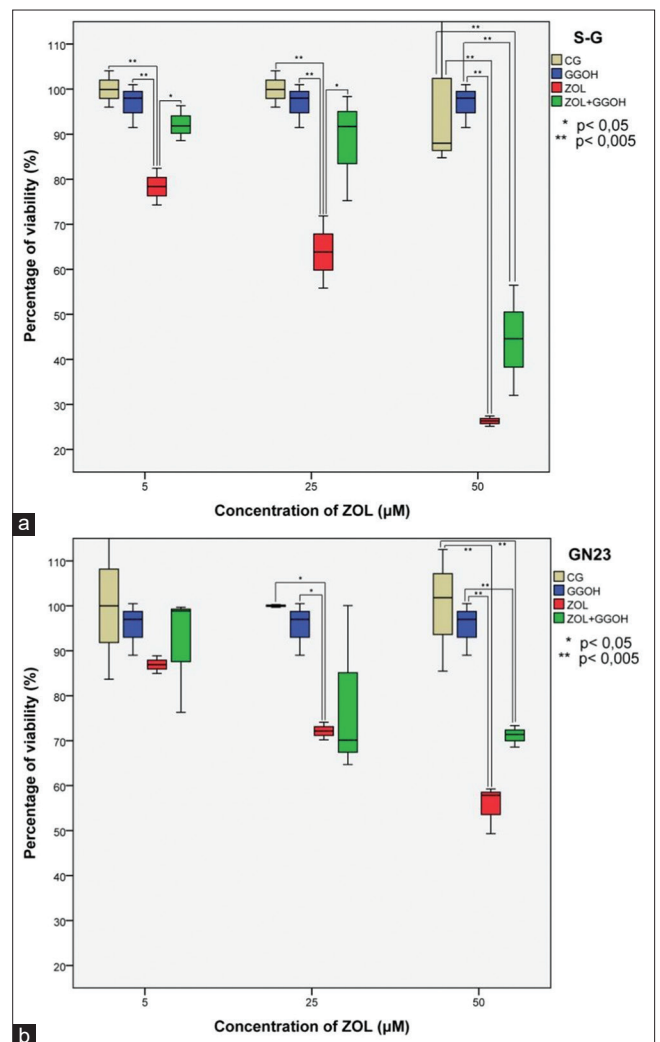 S-G
CG
GGOH
ZOL
ZOL+GGOH
* p< 0,05
** p< 0,005
Percentage of viability (%)
110
100
90
80
70
60
50
40
30
20
** ** * ** ** * ** ** ** **
5 25 50
Concentration of ZOL (µM)
a
GN23
CG
GGOH
ZOL
ZOL+GGOH
* p< 0,05
** p< 0,005
Percentage of viability (%)
110
100
90
80
70
60
50
40
30
20
* * ** ** ** **
5 25 50
Concentration of ZOL (µM)
b